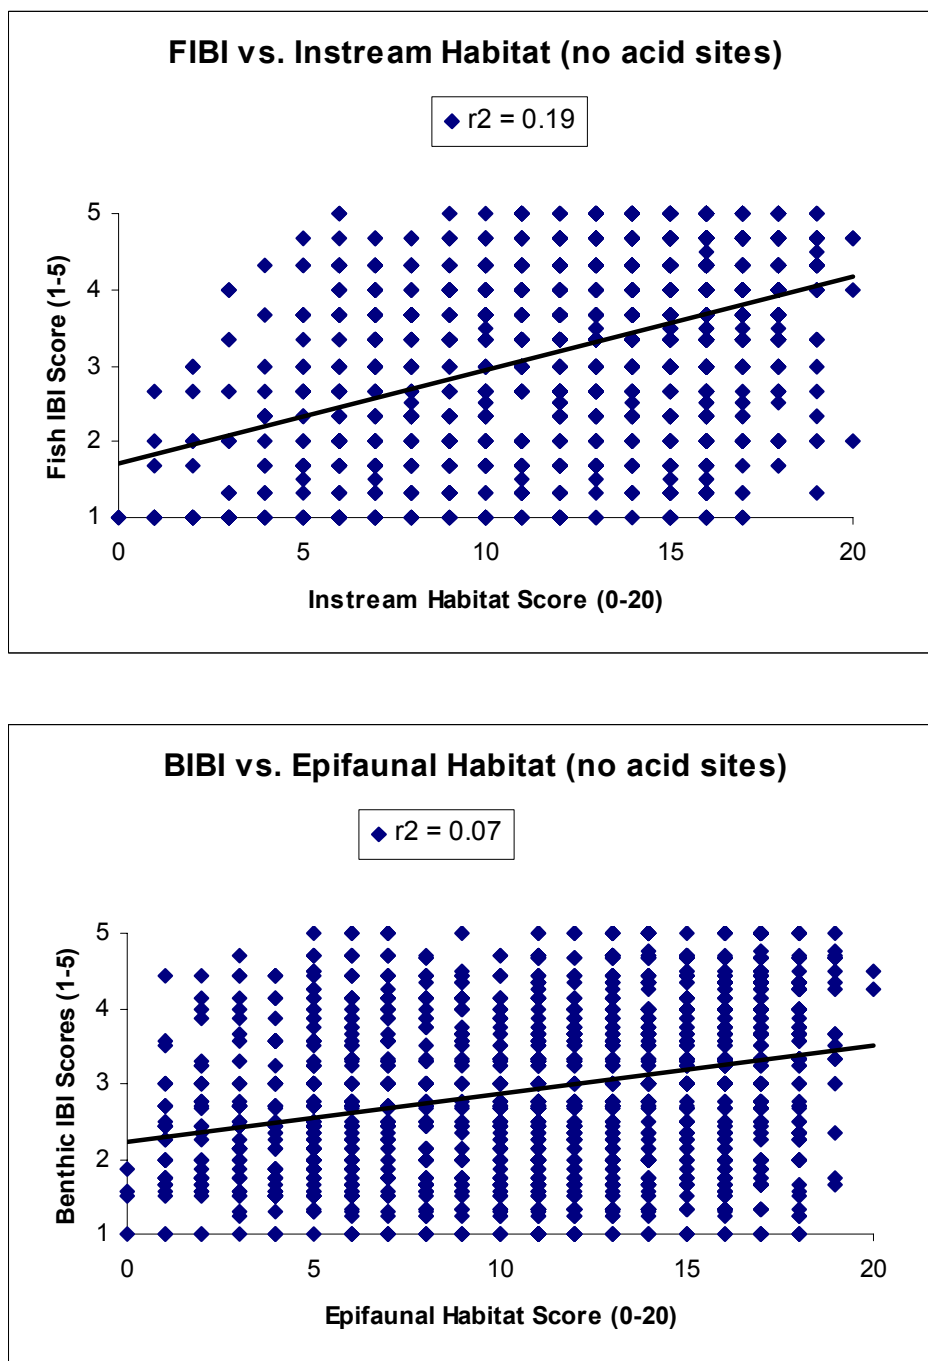 FIBI vs. Instream Habitat (no acid sites)
r2 = 0.19
5
4
3
2
1
Fish IBI Score (1-5)
0 5 10 15 20
Instream Habitat Score (0-20)
BIBI vs. Epifaunal Habitat (no acid sites)
r2 = 0.07
5
4
3
2
1
Benthic IBI Scores (1-5)
0 5 10 15 20
Epifaunal Habitat Score (0-20)